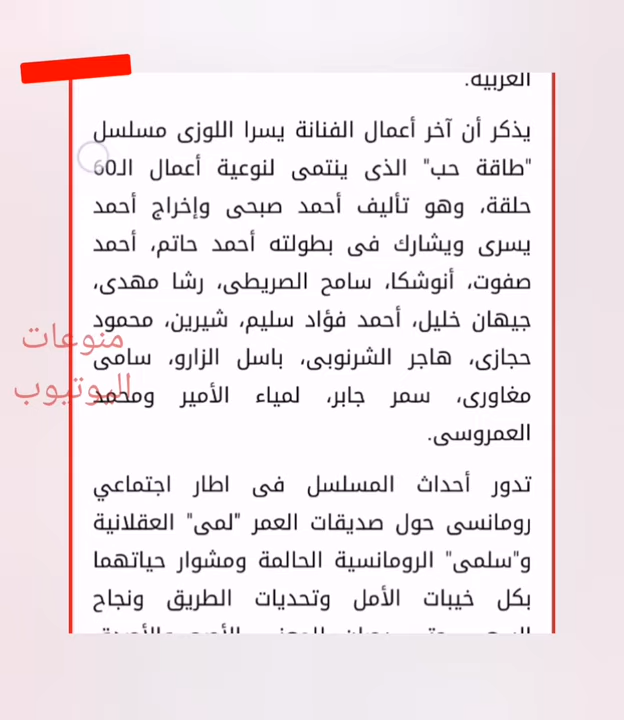 العربية.
يذكر أن آخر أعمال الفنانة يسرا اللوزى مسلسل
"طاقة حب" الذى ينتمى لنوعية أعمال الـ60
حلقة، وهو تأليف أحمد صبحى وإخراج أحمد
يسرى ويشارك فى بطولته أحمد حاتم، أحمد
صفوت، أنوشكا، سامح الصريطى، رشا مهدى،
جيهان خليل، أحمد فؤاد سليم، شيرين، محمود
حجازى، هاجر الشرنوبى، باسل الزارو، سامى
مغاورى، سمر جابر، لمياء الأمير ومحمد
العمروسى.
تدور أحداث المسلسل فى اطار اجتماعي
رومانسى حول صديقات العمر "لمى" العقلانية
و"سلمى" الرومانسية الحالمة ومشوار حياتهما
بكل خيبات الأمل وتحديات الطريق ونجاح
منوعات
اليوتيوب